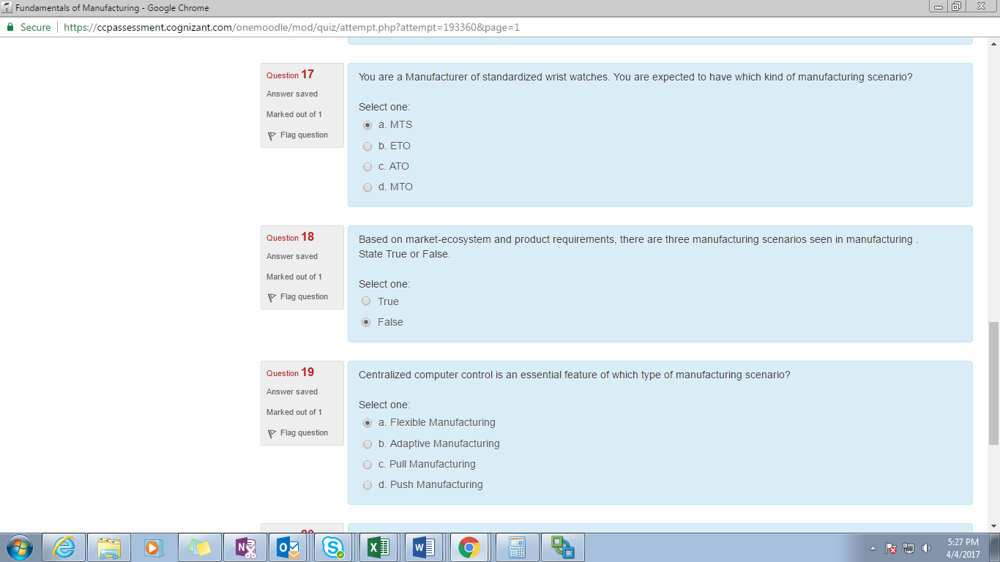 Fundamentals of Manufacturing - Google Chrome
Secure https://ccpassessment.cognizant.com/onemoodle/mod/quiz/attempt.php?attempt=193360&page=1
Question 17
Answer saved
Marked out of 1
Flag question
You are a Manufacturer of standardized wrist watches. You are expected to have which kind of manufacturing scenario?
Select one:
a. MTS
b. ETO
c. ATO
d. MTO
Question 18
Answer saved
Marked out of 1
Flag question
Based on market-ecosystem and product requirements, there are three manufacturing scenarios seen in manufacturing .
State True or False.
Select one:
True
False
Question 19
Answer saved
Marked out of 1
Flag question
Centralized computer control is an essential feature of which type of manufacturing scenario?
Select one:
a. Flexible Manufacturing
b. Adaptive Manufacturing
c. Pull Manufacturing
d. Push Manufacturing
5:27 PM
4/4/2017